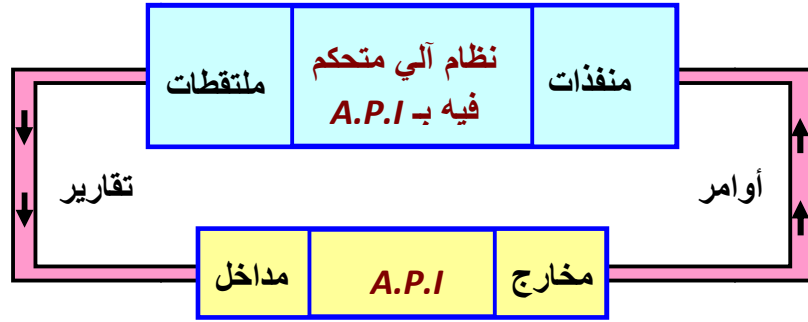 منفذات
نظام آلي متحكم
فيه بـ A.P.I
ملتقطات
أوامر
تقارير
مخارج
A.P.I
مداخل